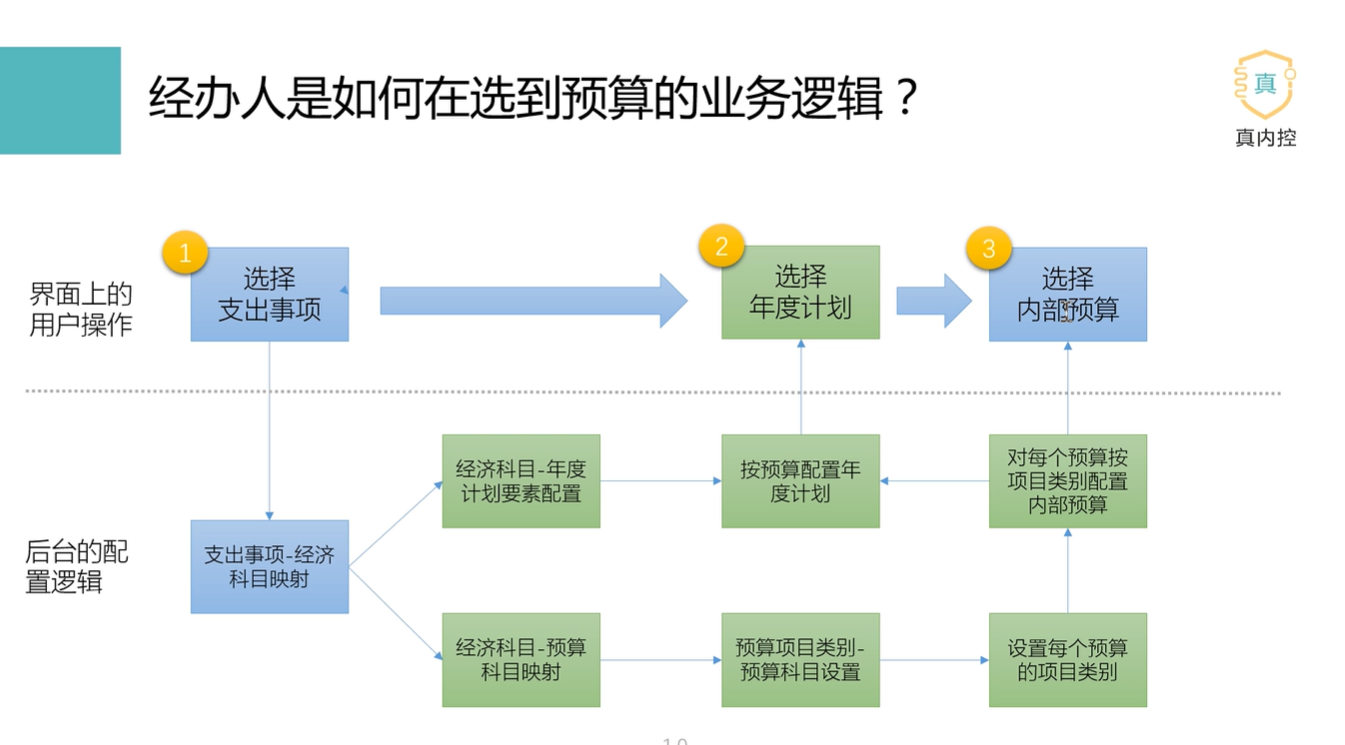 经办人是如何在选到预算的业务逻辑？
真
真内控
界面上的
用户操作
1
选择
支出事项
2
选择
年度计划
3
选择
内部预算
后台的配
置逻辑
支出事项-经济
科目映射
经济科目-年度
计划要素配置
按预算配置年
度计划
对每个预算按
项目类别配置
内部预算
经济科目-预算
科目映射
预算项目类别-
预算科目设置
设置每个预算
的项目类别